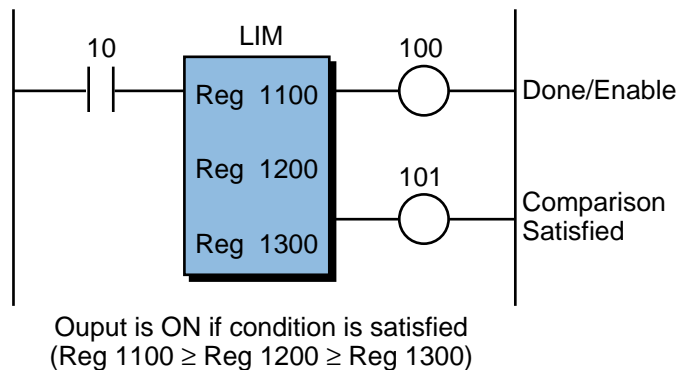 LIM
10
100
Reg 1100
Done/Enable
Reg 1200
101
Comparison
Satisfied
Reg 1300
Ouput is ON if condition is satisfied
(Reg 1100 ≥ Reg 1200 ≥ Reg 1300)